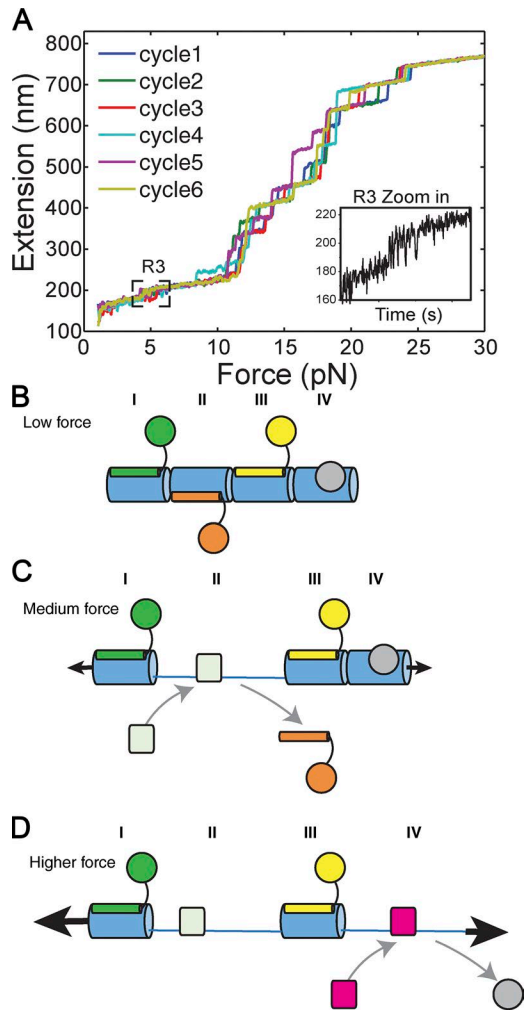 A
Extension (nm)
800
700
600
500
400
300
200
100
cycle1
cycle2
cycle3
cycle4
cycle5
cycle6
R3
R3 Zoom in
220
200
180
160
Time (s)
0 5 10 15 20 25 30
Force (pN)
B
I II III IV
Low force
C
I II III IV
Medium force
D
I II III IV
Higher force